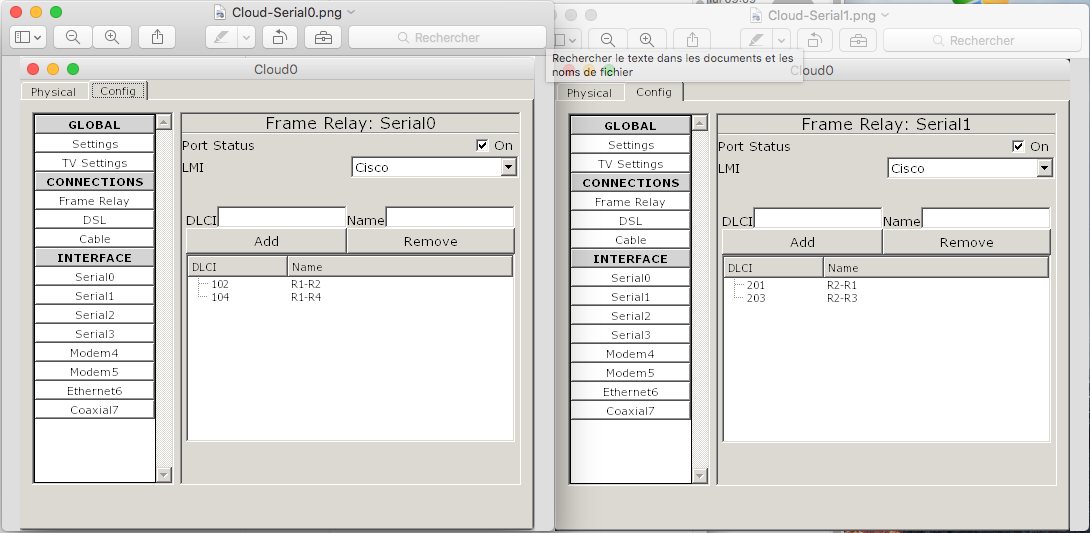 Cloud-Serial0.png
Rechercher
Cloud0
Physical
Config
GLOBAL
Settings
TV Settings
CONNECTIONS
Frame Relay
DSL
Cable
INTERFACE
Serial0
Serial1
Serial2
Serial3
Modem4
Modem5
Ethernet6
Coaxial7
Frame Relay: Serial0
Port Status On
LMI Cisco
DLCI Name
Add Remove
DLCI Name
102 R1-R2
104 R1-R4
Cloud-Serial1.png
Rechercher
Rechercher le texte dans les documents et les
noms de fichier
Cloud0
Physical
Config
GLOBAL
Settings
TV Settings
CONNECTIONS
Frame Relay
DSL
Cable
INTERFACE
Serial0
Serial1
Serial2
Serial3
Modem4
Modem5
Ethernet6
Coaxial7
Frame Relay: Serial1
Port Status On
LMI Cisco
DLCI Name
Add Remove
DLCI Name
201 R2-R1
203 R2-R3